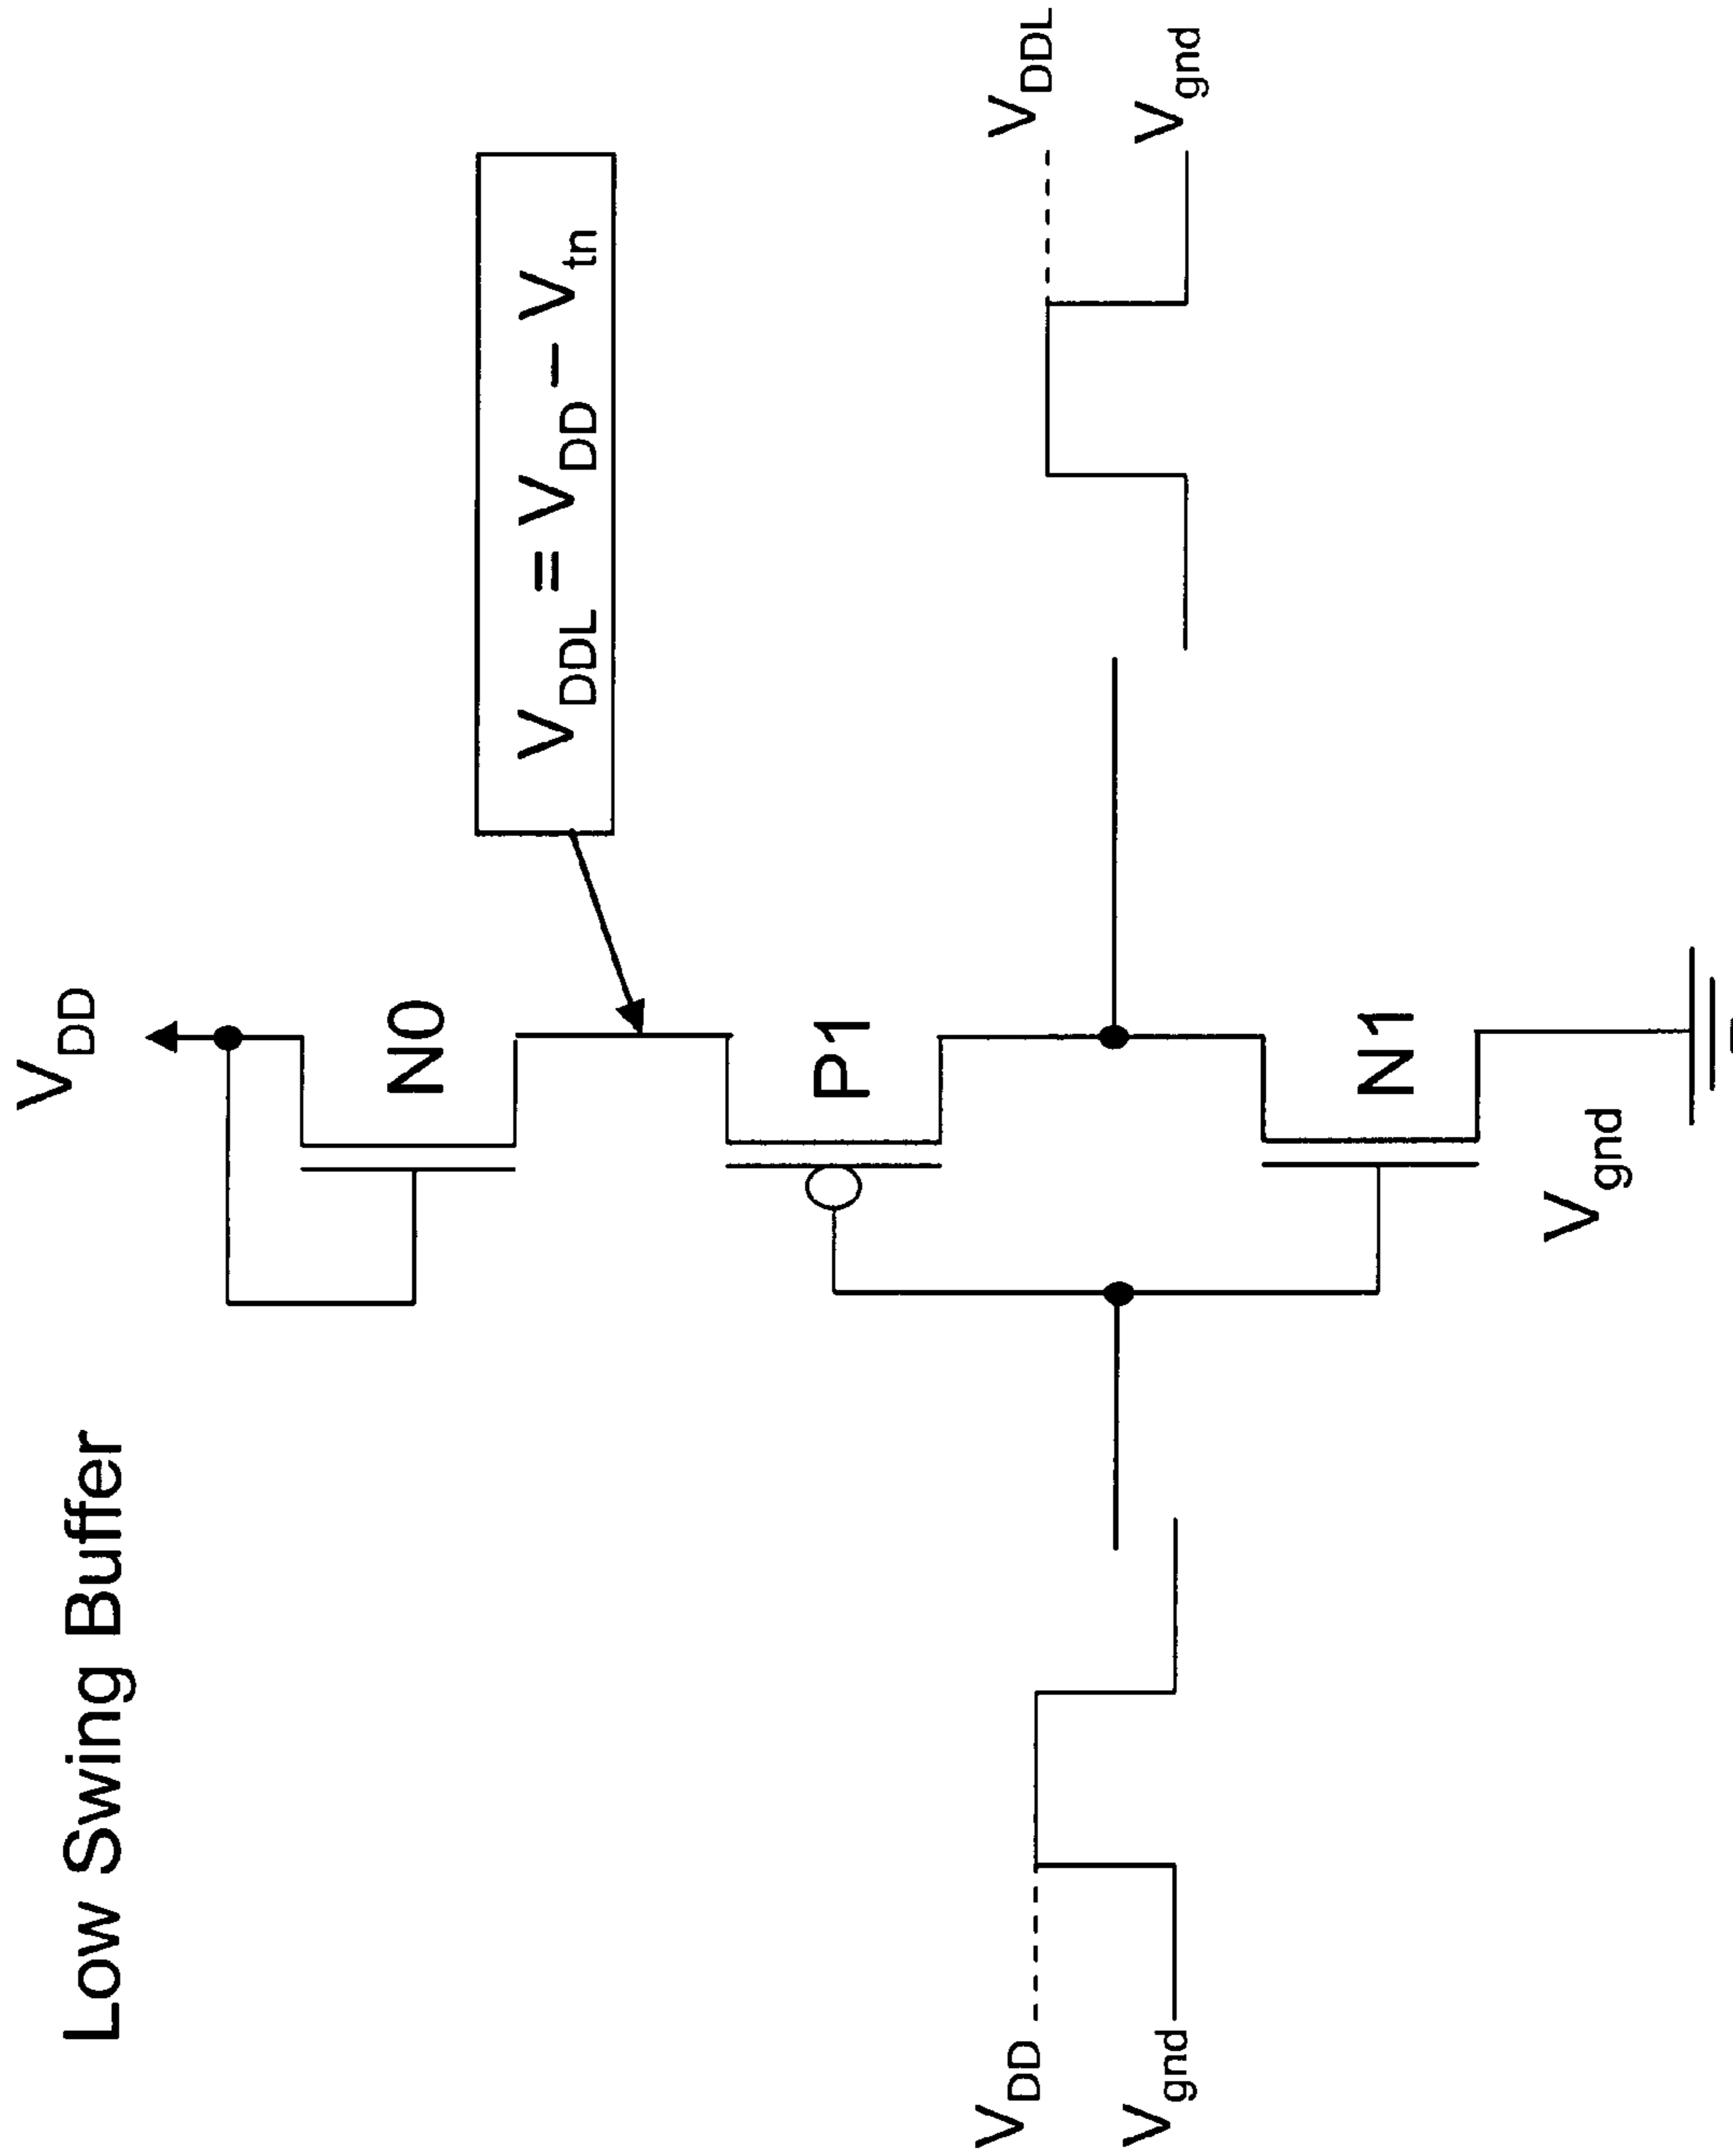 Low Swing Buffer
V_DD
N0
V_DDL = V_DD − V_tn
P1
V_DD
V_gnd
V_DDL
V_gnd
N1
V_gnd